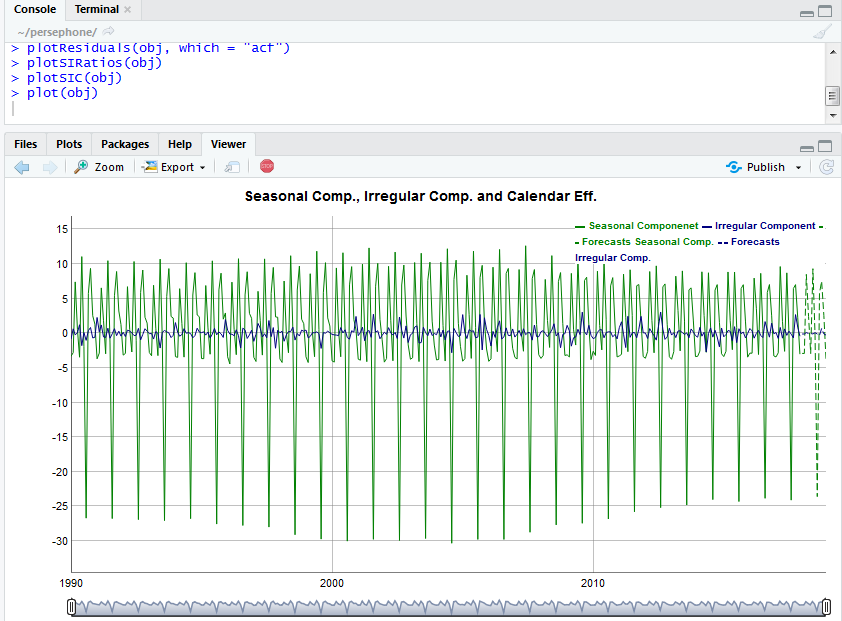 Console Terminal
~/persephone/
> plotResiduals(obj, which = "acf")
> plotSIRatios(obj)
> plotSIC(obj)
> plot(obj)
Files Plots Packages Help Viewer
Zoom Export STOP Publish
Seasonal Comp., Irregular Comp. and Calendar Eff.
Seasonal Componenet Irregular Component
Forecasts Seasonal Comp. Forecasts
Irregular Comp.
15
10
5
0
-5
-10
-15
-20
-25
-30
1990 2000 2010